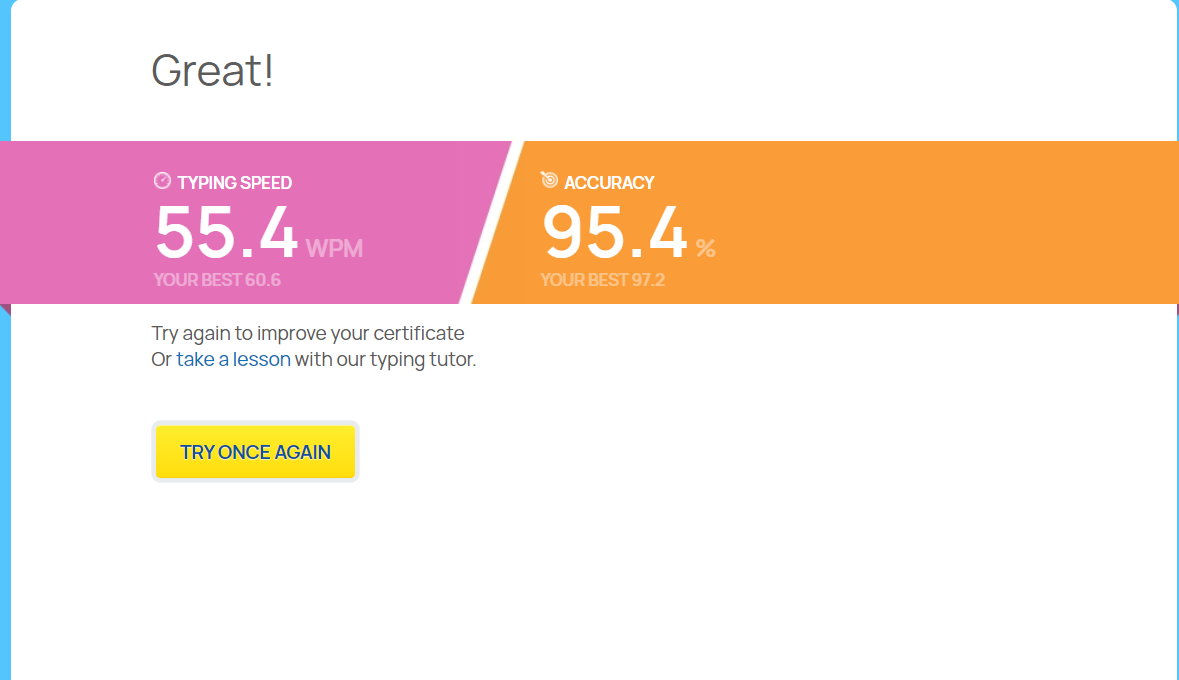 Great!
TYPING SPEED
55.4 WPM
YOUR BEST 60.6
ACCURACY
95.4 %
YOUR BEST 97.2
Try again to improve your certificate
Or take a lesson with our typing tutor.
TRY ONCE AGAIN